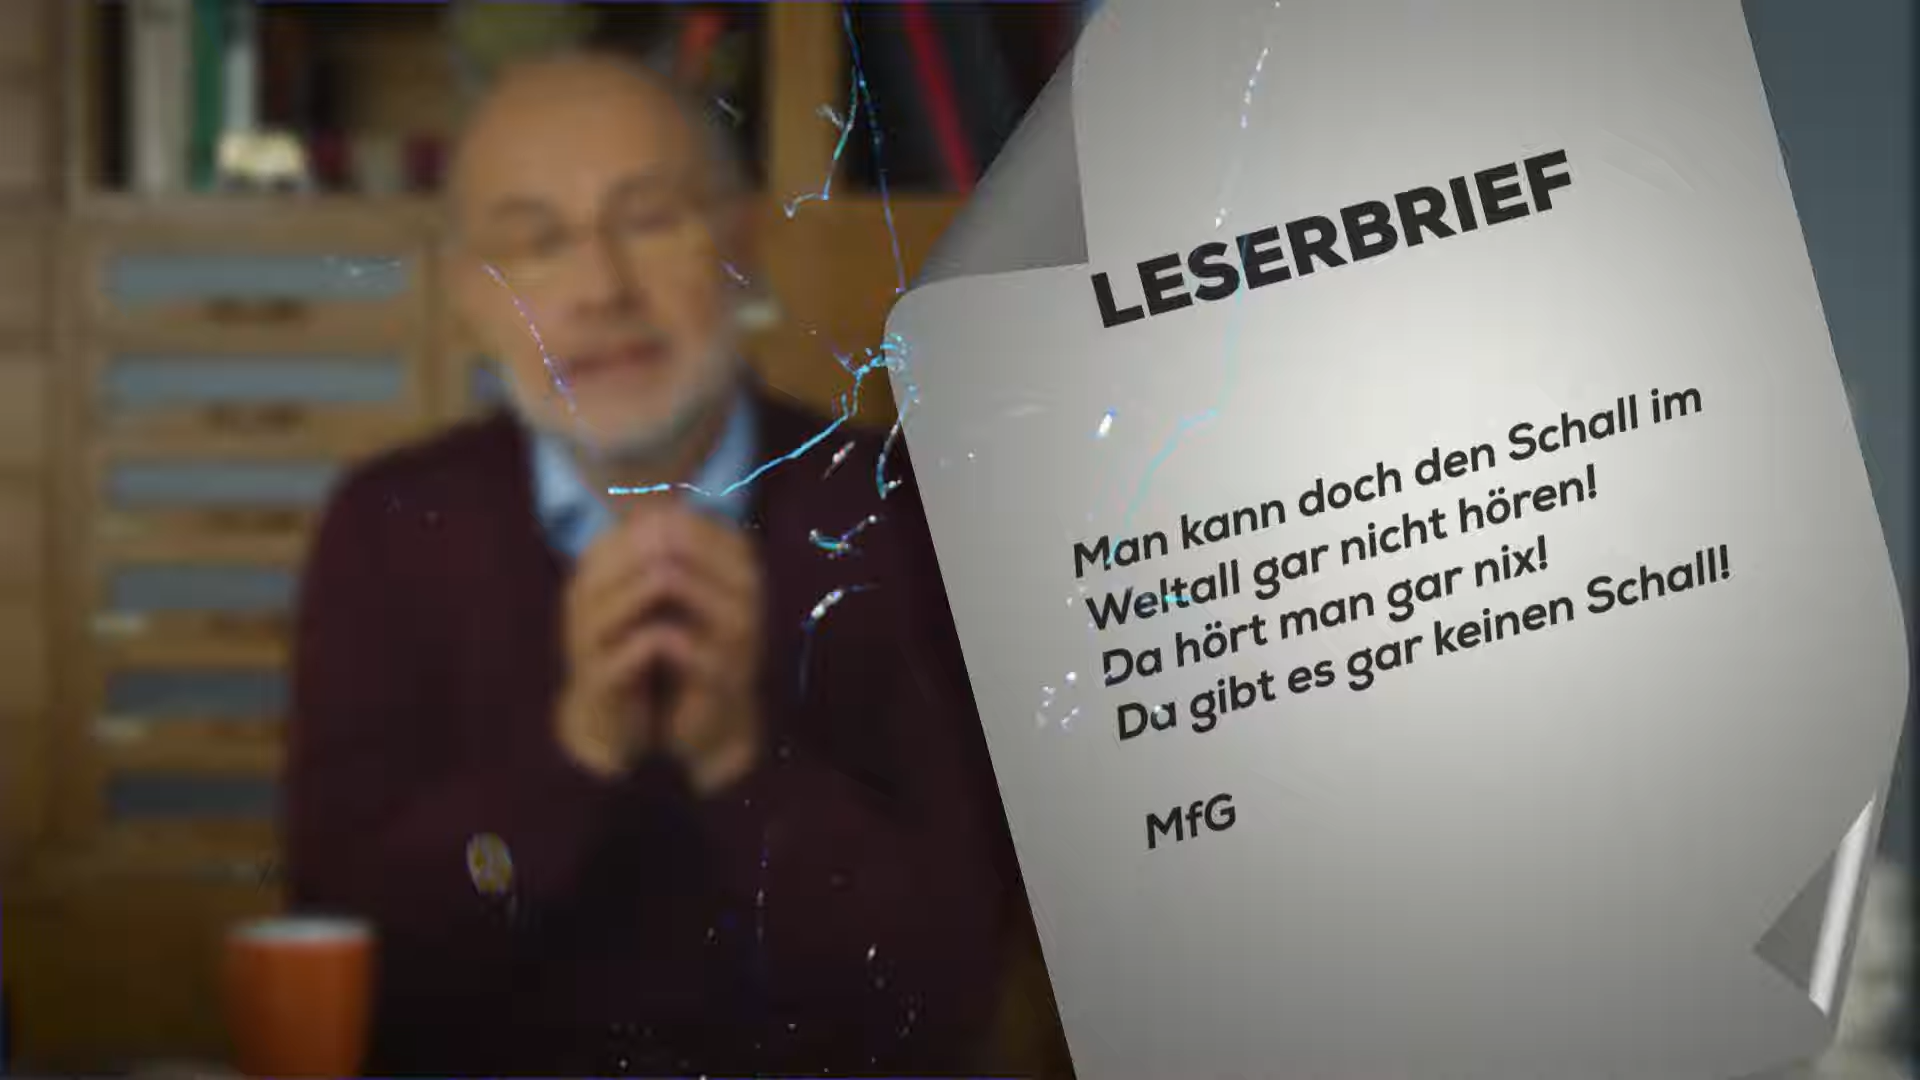 LESERBRIEF
Man kann doch den Schall im
Weltall gar nicht hören!
Da hört man gar nix!
Da gibt es gar keinen Schall!
MfG